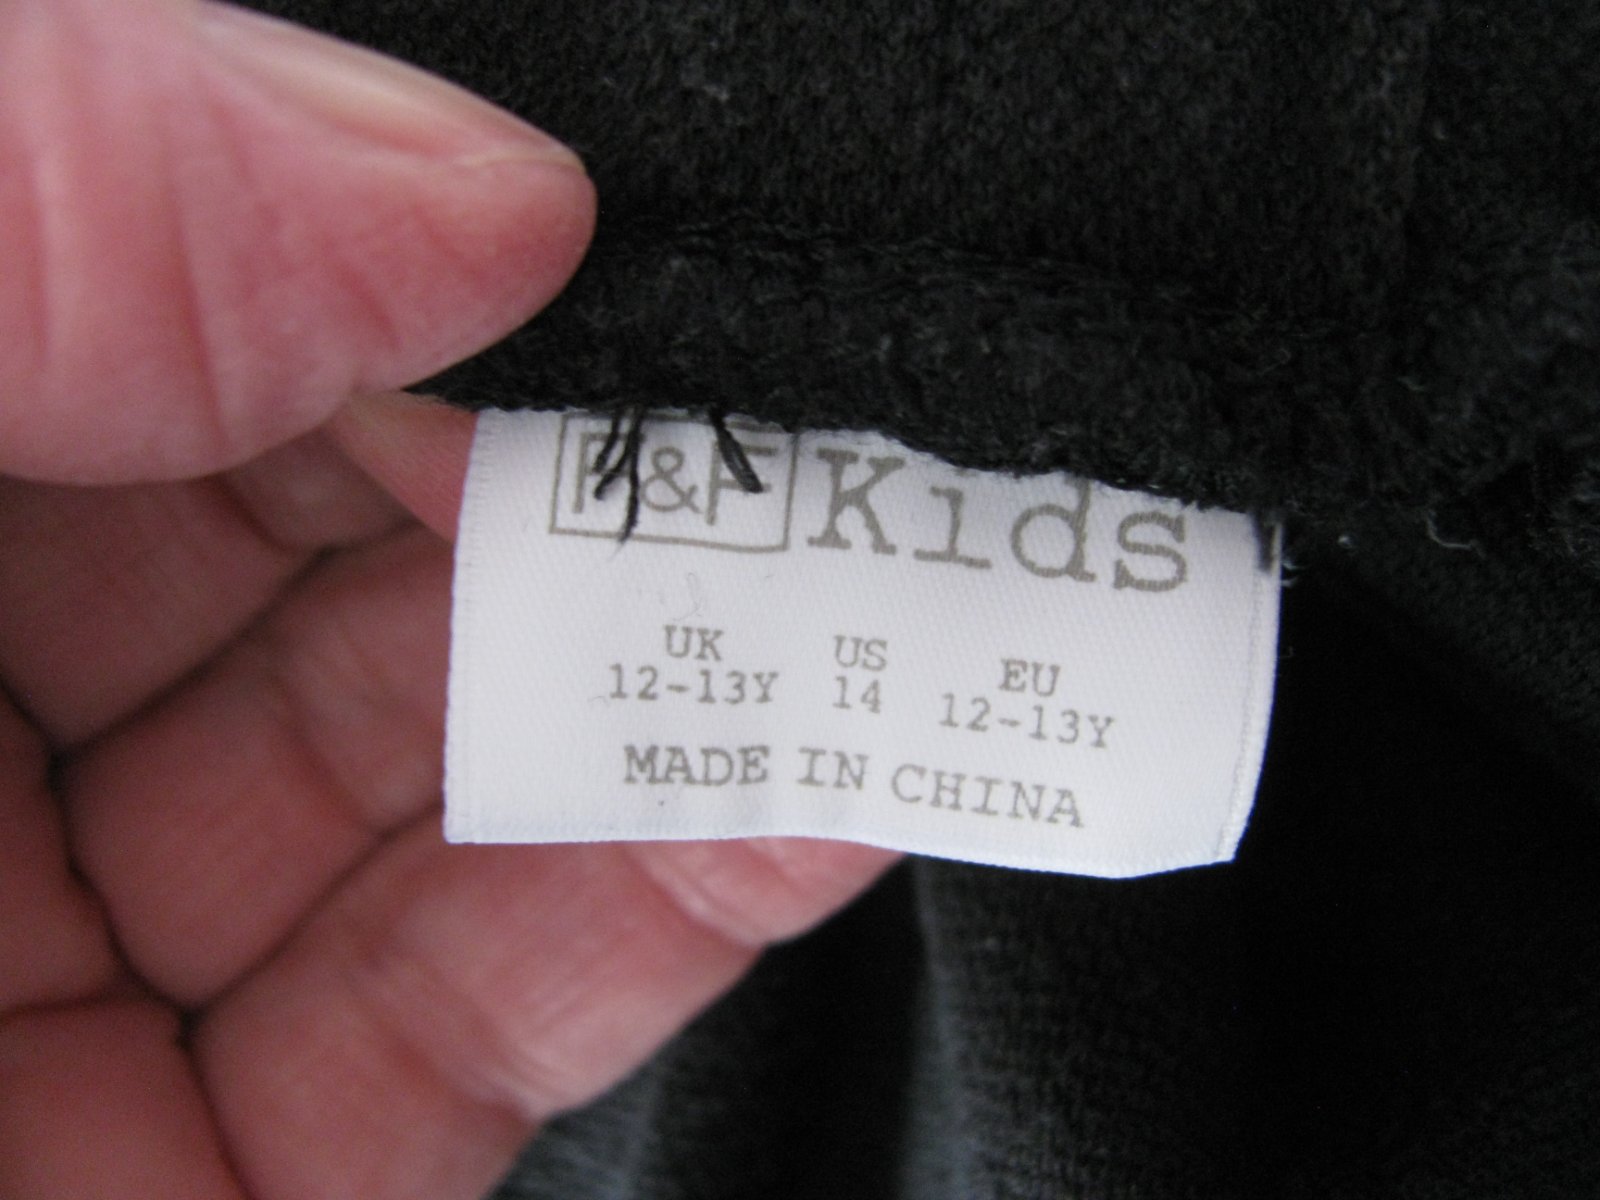 F&F Kids
UK US EU
12-13Y 14 12-13Y
MADE IN CHINA